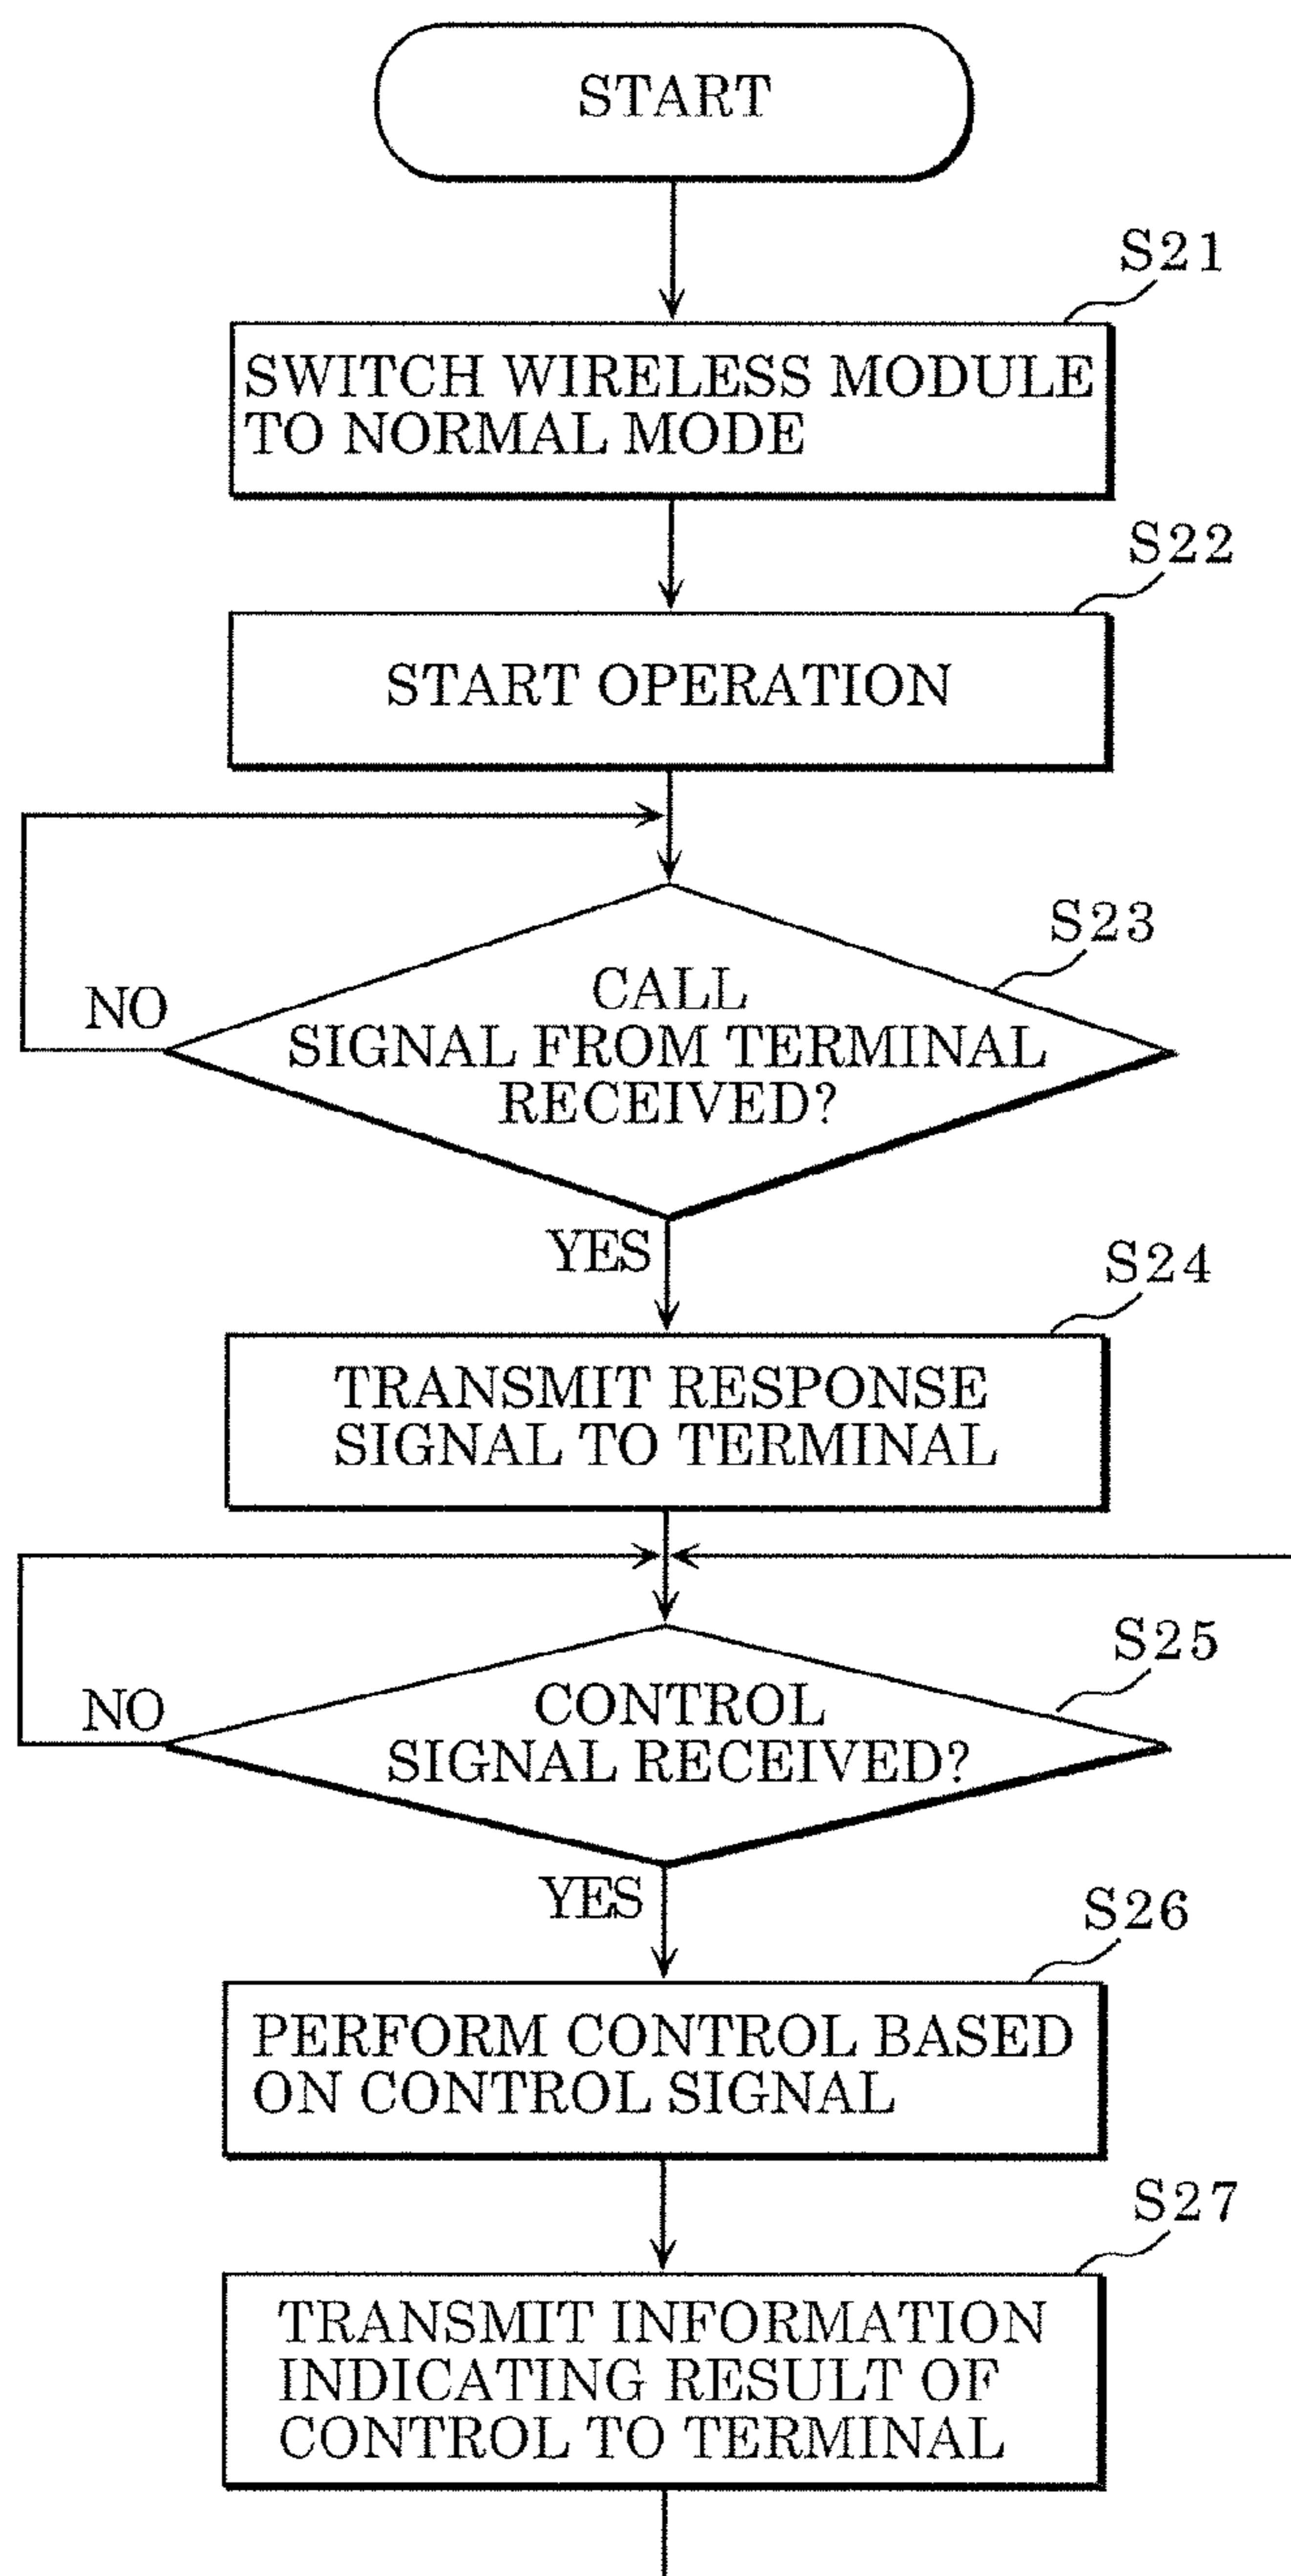 START
S21
SWITCH WIRELESS MODULE
TO NORMAL MODE
S22
START OPERATION
S23
CALL
SIGNAL FROM TERMINAL
RECEIVED?
NO
YES
S24
TRANSMIT RESPONSE
SIGNAL TO TERMINAL
S25
CONTROL
SIGNAL RECEIVED?
NO
YES
S26
PERFORM CONTROL BASED
ON CONTROL SIGNAL
S27
TRANSMIT INFORMATION
INDICATING RESULT OF
CONTROL TO TERMINAL